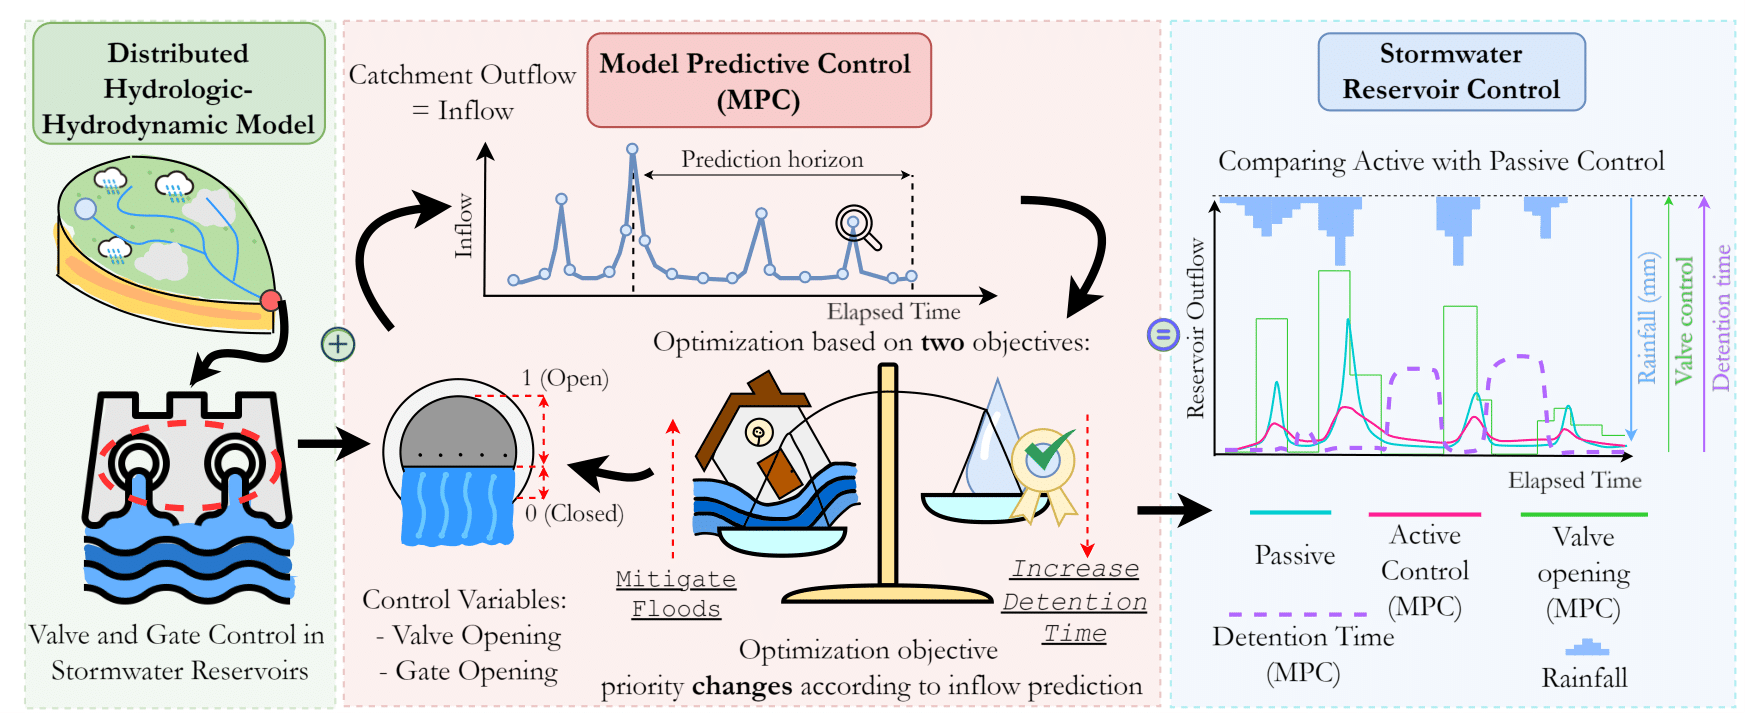 Distributed
Hydrologic-
Hydrodynamic Model
Valve and Gate Control in
Stormwater Reservoirs
Model Predictive Control
(MPC)
Catchment Outflow
= Inflow
Prediction horizon
Inflow
Elapsed Time
Optimization based on two objectives:
1 (Open)
0 (Closed)
Control Variables:
- Valve Opening
- Gate Opening
Mitigate
Floods
Increase
Detention
Time
Optimization objective
priority changes according to inflow prediction
Stormwater
Reservoir Control
Comparing Active with Passive Control
Reservoir Outflow
Rainfall (mm)
Valve control
Detention time
Elapsed Time
Passive
Active
Control
(MPC)
Valve
opening
(MPC)
Detention Time
(MPC)
Rainfall